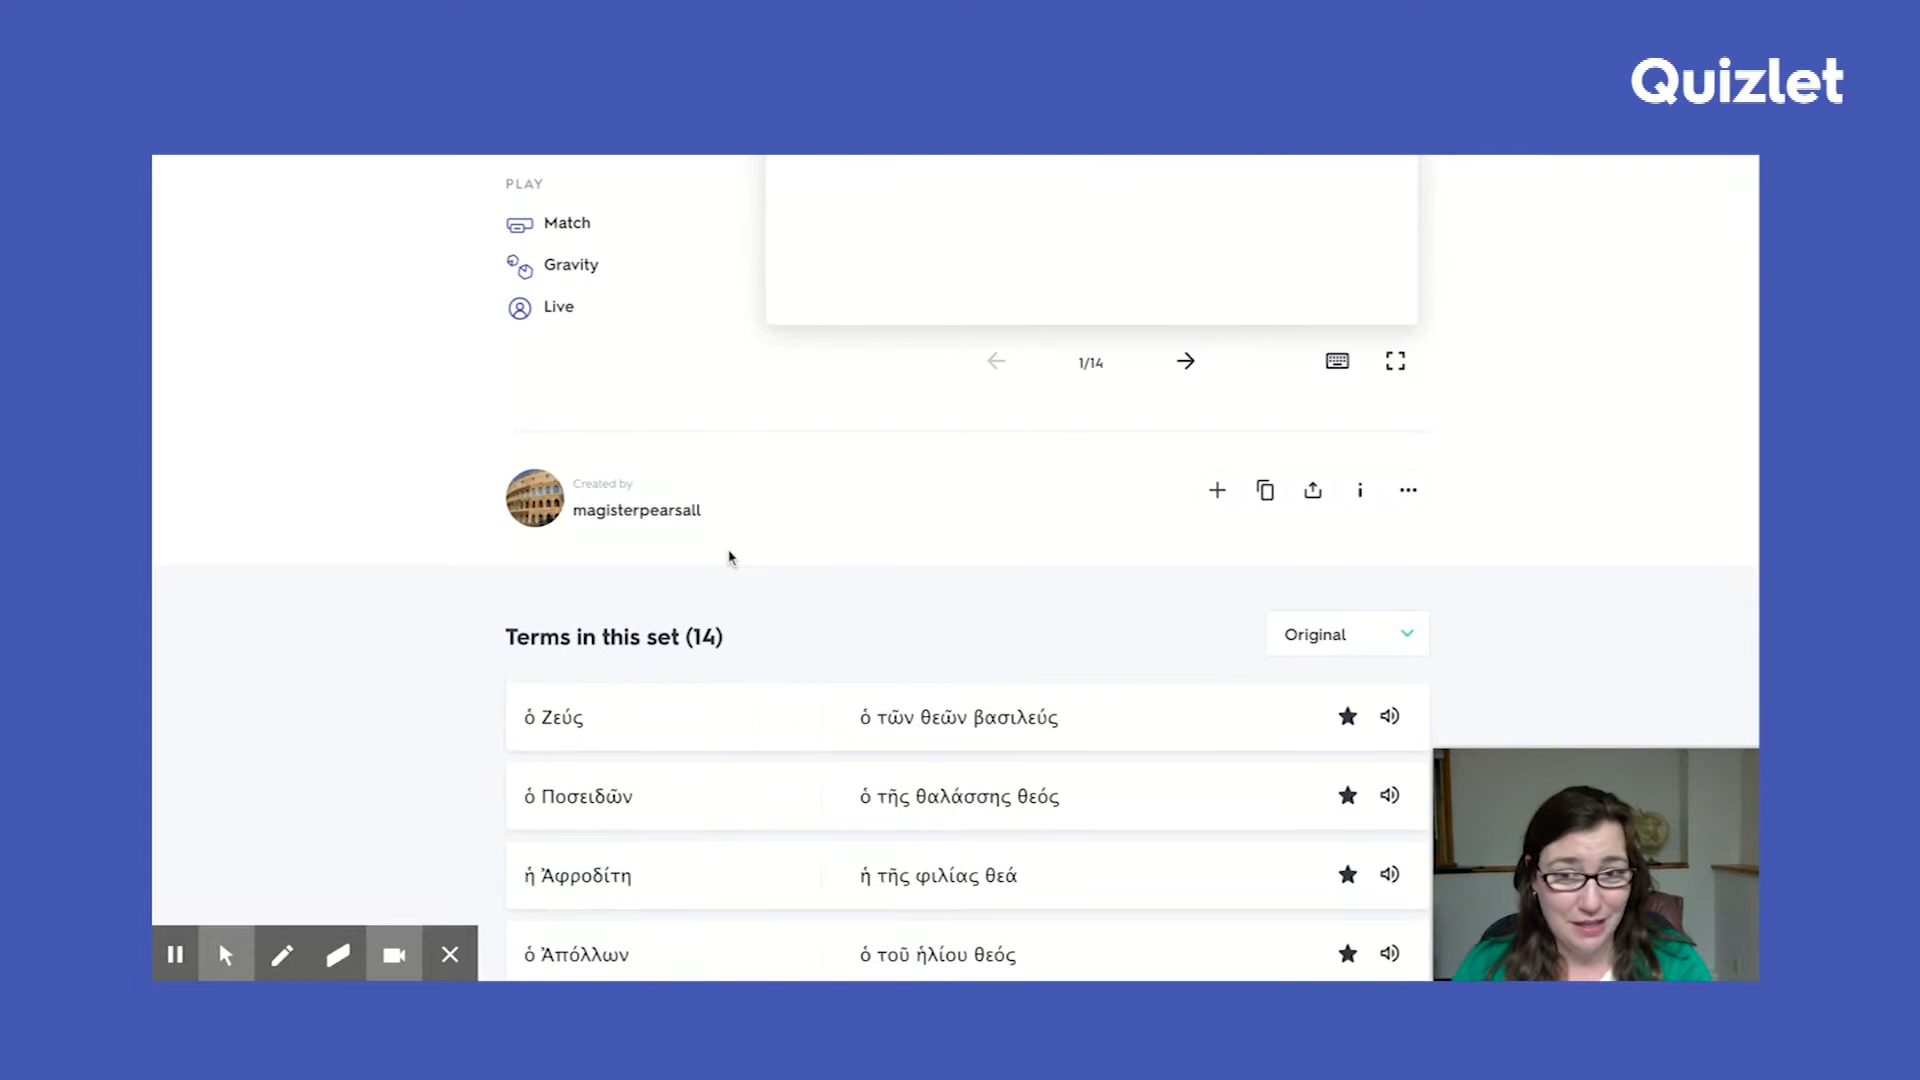 Quizlet
PLAY
Match
Gravity
Live
1/14
Created by
magisterpearsall
Terms in this set (14)
Original
ὁ Ζεύς
ὁ τῶν θεῶν βασιλεύς
ὁ Ποσειδῶν
ὁ τῆς θαλάσσης θεός
ἡ Ἀφροδίτη
ἡ τῆς φιλίας θεά
ὁ Ἀπόλλων
ὁ τοῦ ἡλίου θεός